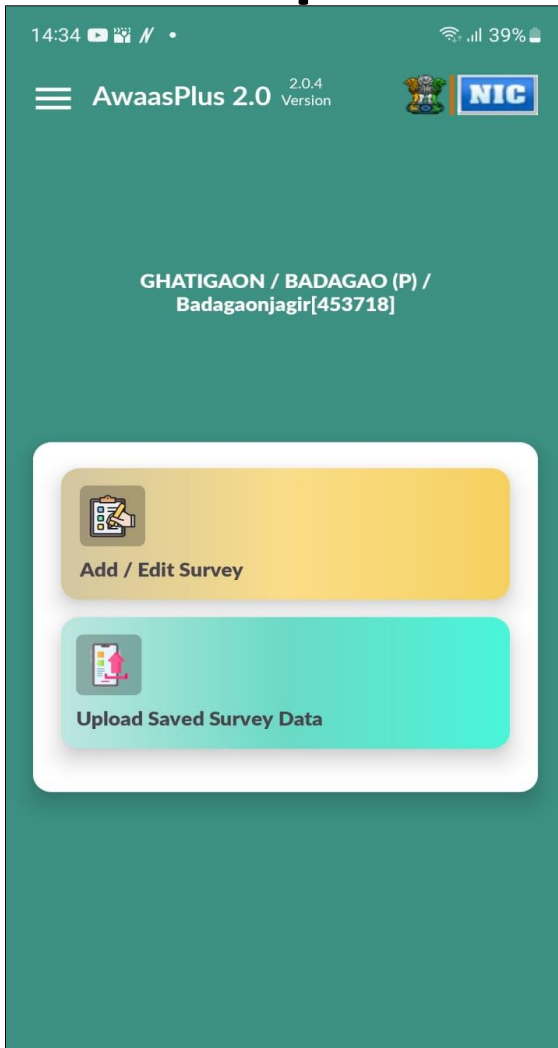 14:34 39%
AwaasPlus 2.0 2.0.4
Version
NIC
GHATIGAON / BADAGAO (P) /
Badagaonjagir[453718]
Add / Edit Survey
Upload Saved Survey Data